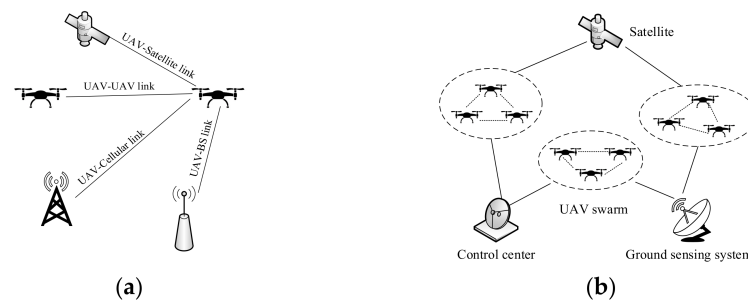 UAV-Satellite link
UAV-UAV link
UAV-Cellular link
UAV-BS link
(a)
Satellite
UAV swarm
Control center
Ground sensing system
(b)